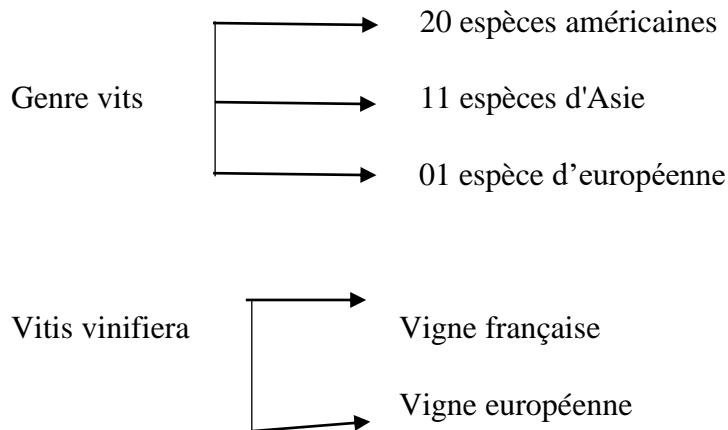 20 espèces américaines
Genre vits
11 espèces d'Asie
01 espèce d’européenne
Vitis vinifiera
Vigne française
Vigne européenne